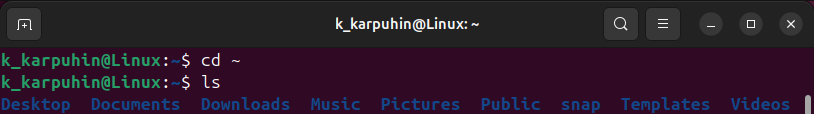 k_karpuhin@Linux: ~
k_karpuhin@Linux:~$ cd ~
k_karpuhin@Linux:~$ ls
Desktop Documents Downloads Music Pictures Public snap Templates Videos